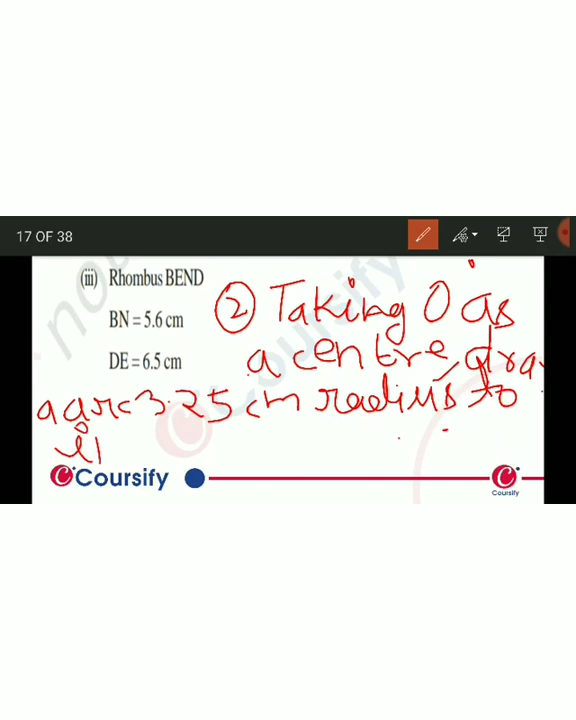 17 OF 38
(iii) Rhombus BEND
BN = 5.6 cm
DE = 6.5 cm
② Taking O as
a centre, dra
a arc 3.25 cm radius to
Coursify
Coursify